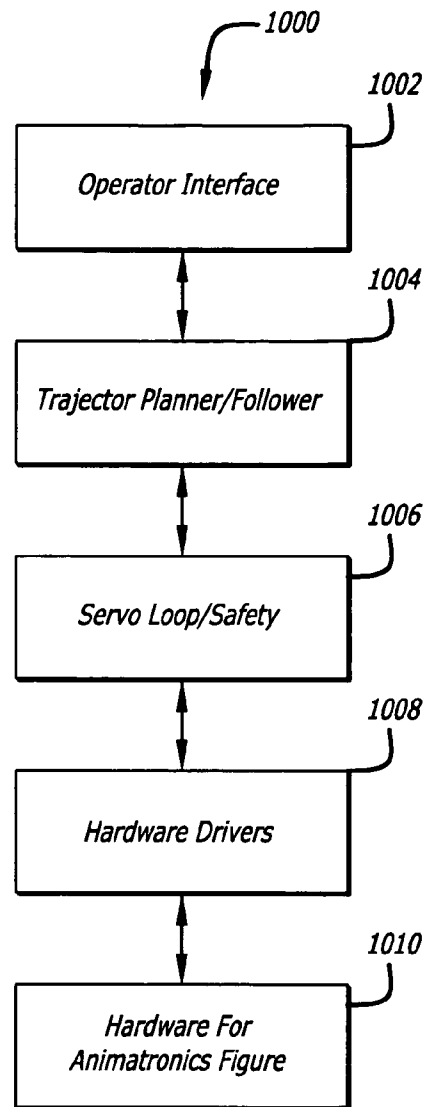 1000
1002
Operator Interface
1004
Trajector Planner/Follower
1006
Servo Loop/Safety
1008
Hardware Drivers
1010
Hardware For
Animatronics Figure